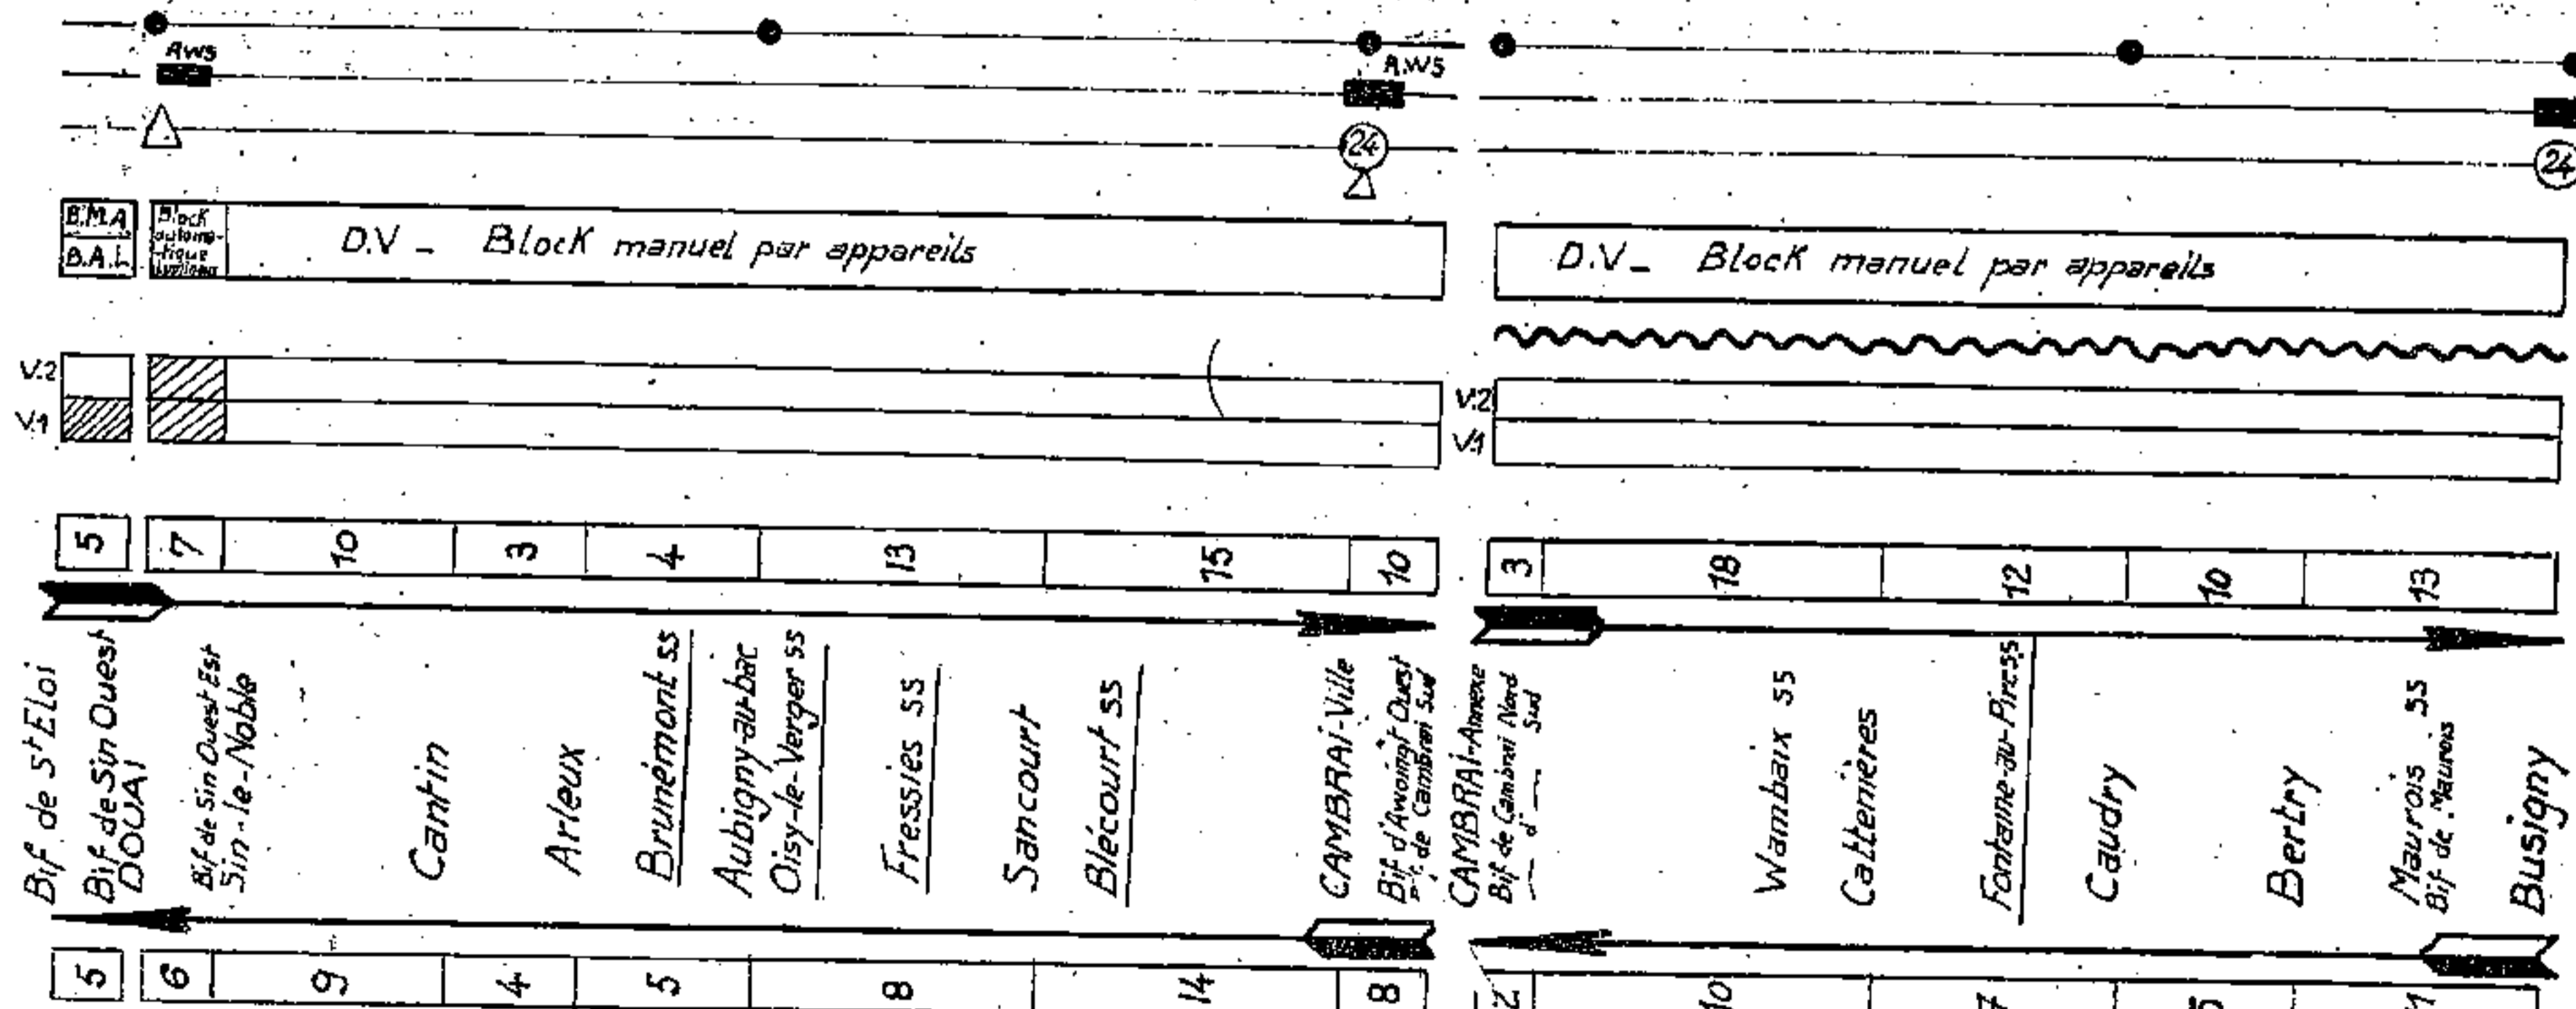 AWS
A.WS
24
24
B.M.A
B.A.L
Block
automa-
tique
D.V - Block manuel par appareils
D.V - Block manuel par appareils
V.2
V.1
V.2
V.1
5 7 10 3 4 13 15 10
3 18 12 10 13
Bif de St Eloi
Bif de Sin Ouest
DOUAI
Bif de Sin Ouest Est
Sin-le-Noble
Cantin
Arleux
Brunémont ss
Aubigny-au-bac
Oisy-le-Verger ss
Fressies ss
Sancourt
Blécourt ss
CAMBRAI-Ville
Bif d'Awoingt Ouest
de Cambrai Sud
CAMBRAI-Annexe
Bif de Cambrai Nord
d° Sud
Wambaix ss
Cattenières
Fontaine-au-Pire ss
Caudry
Bertry
Maurois ss
Bif de Maurois
Busigny
5 6 9 4 5 8 14 8
2 10 7